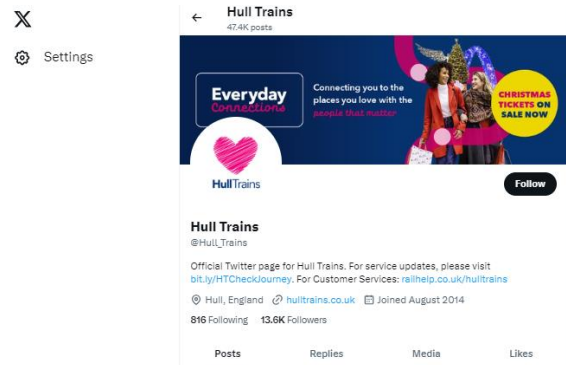 Settings
Hull Trains
47.4K posts
Everyday
Connections
Connecting you to the
places you love with the
people that matter
CHRISTMAS
TICKETS ON
SALE NOW
HullTrains
Follow
Hull Trains
@Hull_Trains
Official Twitter page for Hull Trains. For service updates, please visit
bit.ly/HTCheckJourney. For Customer Services: railhelp.co.uk/hulltrains
Hull, England hulltrains.co.uk Joined August 2014
816 Following 13.6K Followers
Posts Replies Media Likes